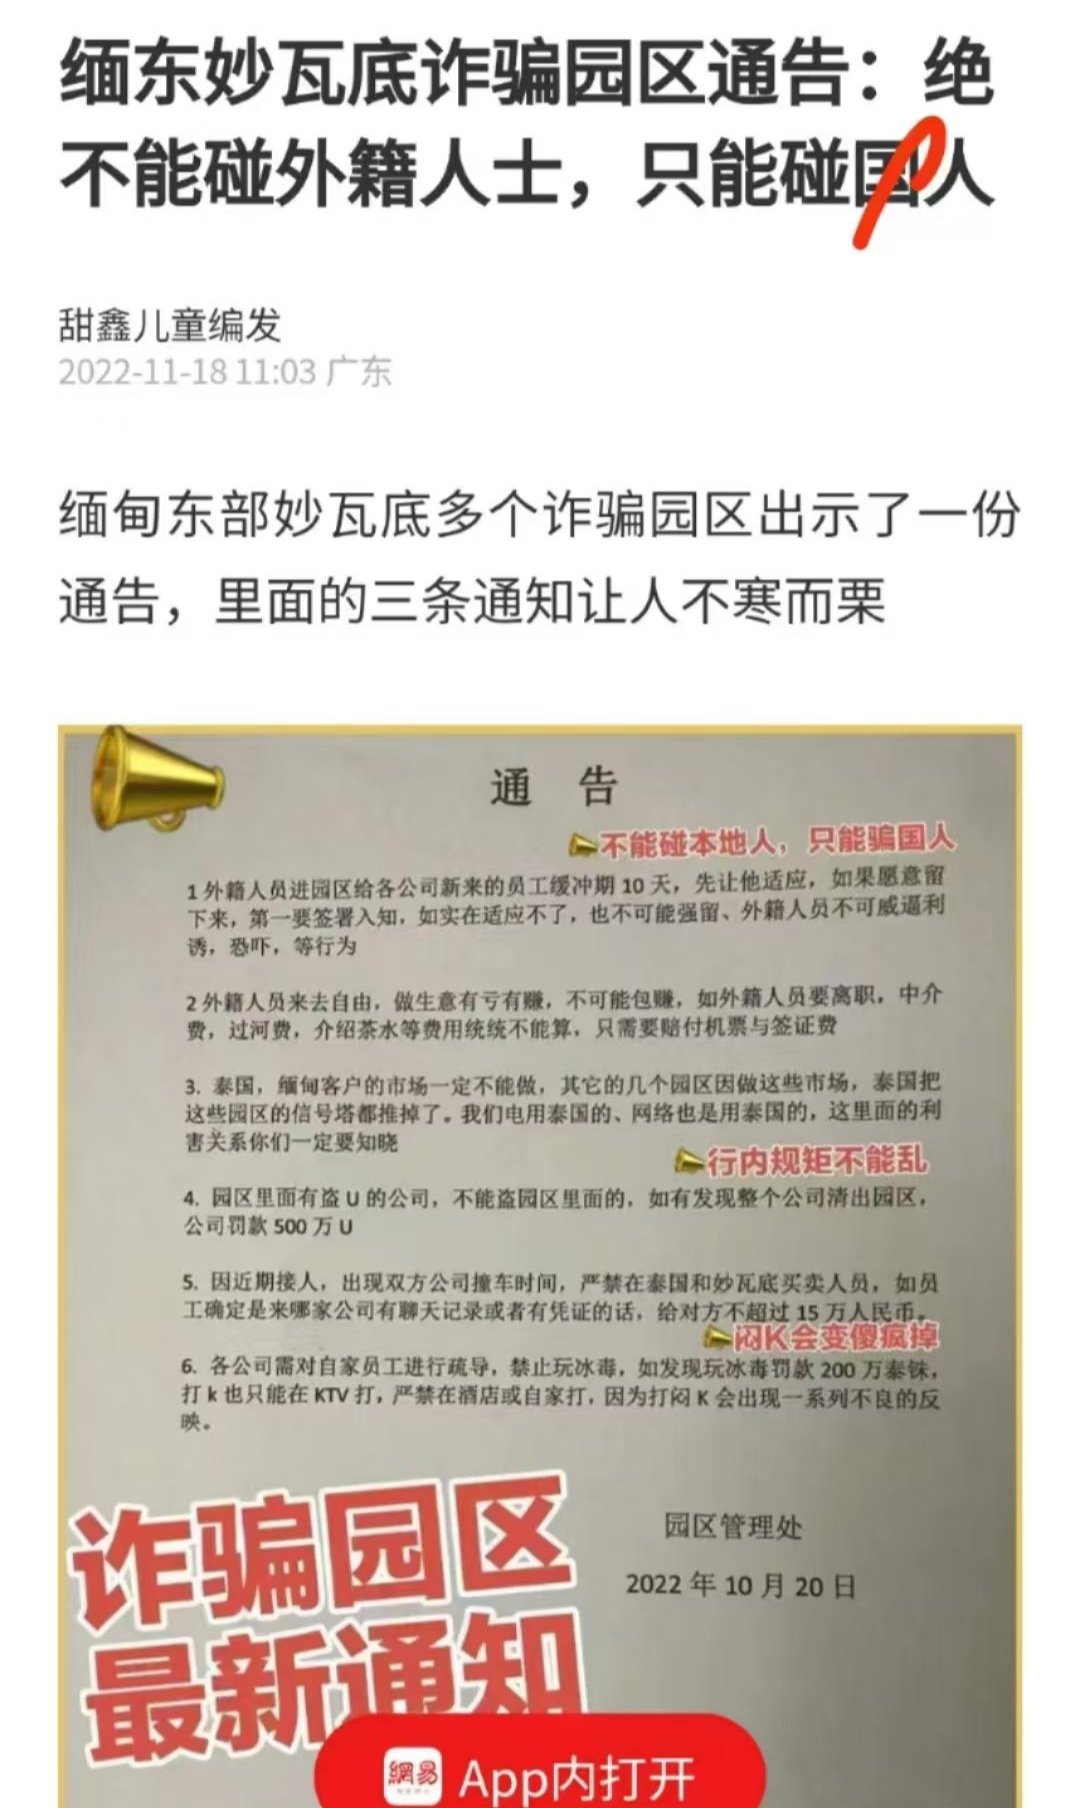 缅东妙瓦底诈骗园区通告：绝
不能碰外籍人士，只能碰国人
甜鑫儿童编发
2022-11-18 11:03 广东
缅甸东部妙瓦底多个诈骗园区出示了一份
通告，里面的三条通知让人不寒而栗
通 告
不能碰本地人，只能骗国人
1 外籍人员进园区给各公司新来的员工缓冲期 10 天，先让他适应，如果愿意留
下来，第一要签署入知，如实在适应不了，也不可能强留、外籍人员不可威逼利
诱，恐吓，等行为
2 外籍人员来去自由，做生意有亏有赚，不可能包赚，如外籍人员要离职，中介
费，过河费，介绍茶水等费用统统不能算，只需要赔付机票与签证费
3. 泰国，缅甸客户的市场一定不能做，其它的几个园区因做这些市场，泰国把
这些园区的信号塔都推掉了。我们电用泰国的、网络也是用泰国的，这里面的利
害关系你们一定要知晓
行内规矩不能乱
4. 园区里面有盗 U 的公司，不能盗园区里面的，如有发现整个公司清出园区，
公司罚款 500 万 U
5. 因近期接人，出现双方公司撞车时间，严禁在泰国和妙瓦底买卖人员，如员
工确定是来哪家公司有聊天记录或者有凭证的话，给对方不超过 15 万人民币。
闷K会变傻疯掉
6. 各公司需对自家员工进行疏导，禁止玩冰毒，如发现玩冰毒罚款 200 万泰铢，
打 k 也只能在 KTV 打，严禁在酒店或自家打，因为打闷 K 会出现一系列不良的反
映。
园区管理处
2022 年 10 月 20 日
诈骗园区
最新通知
網易
App内打开